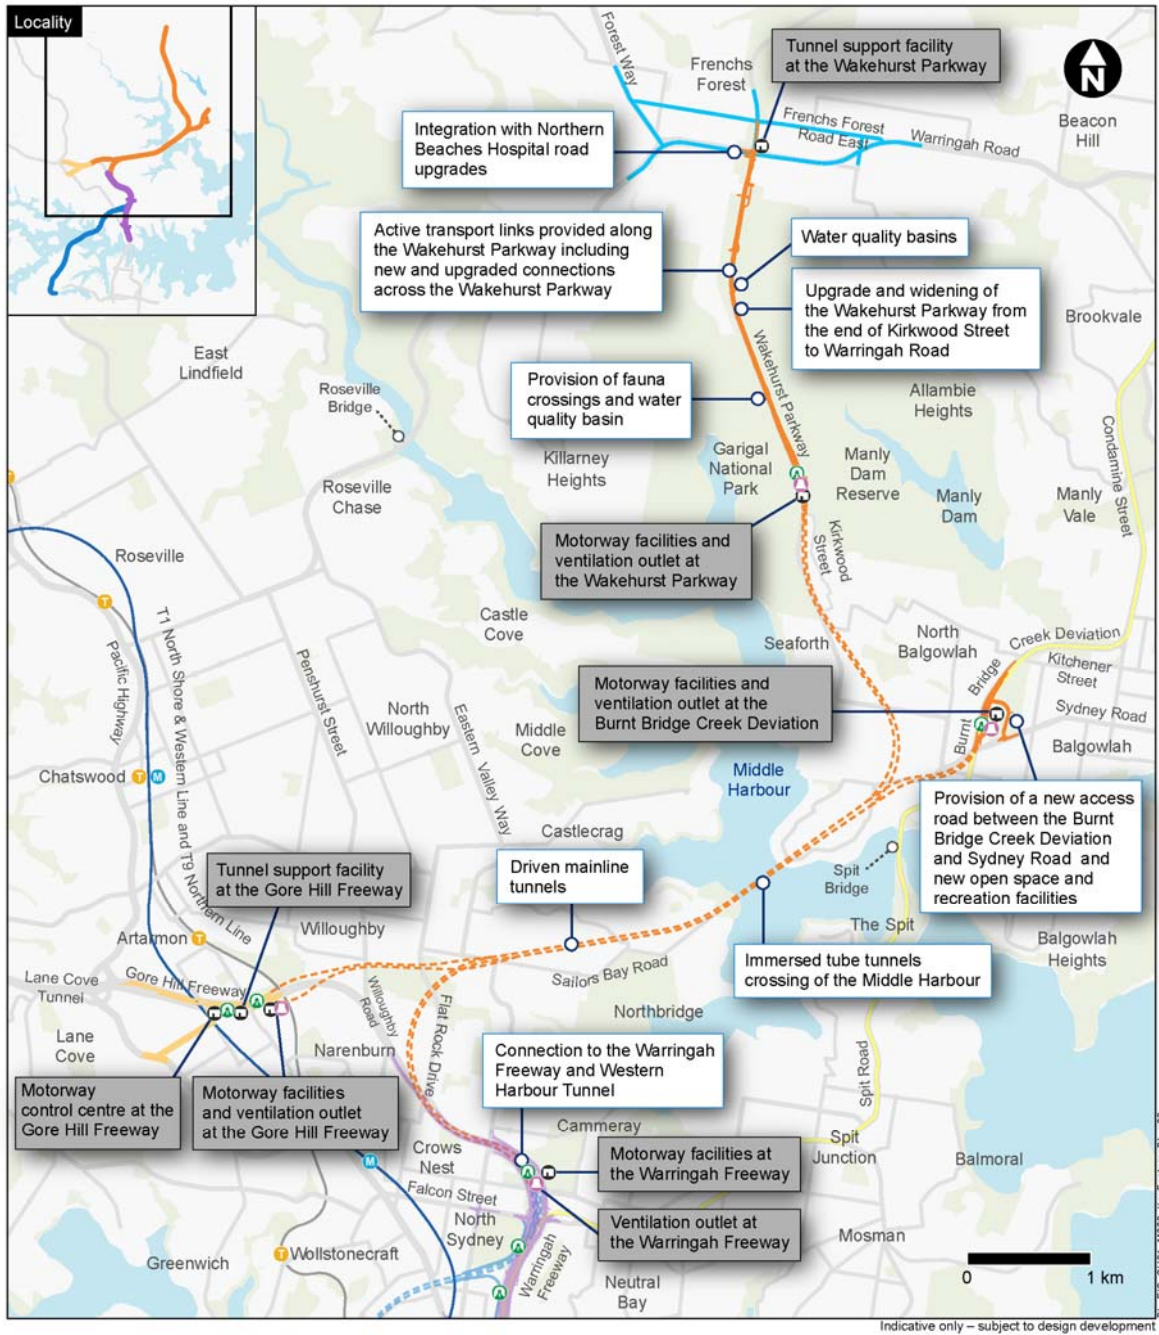 Locality
N
Tunnel support facility
at the Wakehurst Parkway
Forest Way
Frenchs
Forest
Frenchs Forest
Road East
Warringah Road
Beacon
Hill
Integration with Northern
Beaches Hospital road
upgrades
Active transport links provided along
the Wakehurst Parkway including
new and upgraded connections
across the Wakehurst Parkway
Water quality basins
Upgrade and widening of
the Wakehurst Parkway from
the end of Kirkwood Street
to Warringah Road
Brookvale
East
Lindfield
Roseville
Bridge
Provision of fauna
crossings and water
quality basin
Wakehurst Parkway
Allambie
Heights
Condamine Street
Killarney
Heights
Garigal
National
Park
Manly
Dam
Reserve
Manly
Dam
Manly
Vale
Roseville
Chase
Roseville
Motorway facilities and
ventilation outlet at
the Wakehurst Parkway
Kirkwood
Street
Castle
Cove
Seaforth
North
Balgowlah
Creek Deviation
Kitchener
Street
Bridge
Burnt
Sydney Road
Balgowlah
T1 North Shore & Western Line and T9 Northern Line
Pacific Highway
Penshurst Street
North
Willoughby
Eastern Valley Way
Middle
Cove
Motorway facilities and
ventilation outlet at the
Burnt Bridge Creek Deviation
Chatswood
T
M
Middle
Harbour
Castlecrag
Provision of a new access
road between the Burnt
Bridge Creek Deviation
and Sydney Road and
new open space and
recreation facilities
Tunnel support facility
at the Gore Hill Freeway
Driven mainline
tunnels
Spit
Bridge
The Spit
Artarmon
T
Willoughby
Balgowlah
Heights
Lane Cove
Tunnel
Gore Hill Freeway
Sailors Bay Road
Immersed tube tunnels
crossing of the Middle Harbour
Willoughby
Road
Flat Rock Drive
Northbridge
Lane
Cove
Narenburn
Connection to the Warringah
Freeway and Western
Harbour Tunnel
Spit Road
Motorway
control centre at the
Gore Hill Freeway
Motorway facilities
and ventilation outlet
at the Gore Hill Freeway
Cammeray
Crows
Nest
M
Motorway facilities at
the Warringah Freeway
Spit
Junction
Balmoral
Falcon Street
North
Sydney
Ventilation outlet at
the Warringah Freeway
Mosman
Greenwich
T
Wollstonecraft
Warringah
Freeway
Neutral
Bay
0
1 km
Indicative only – subject to design development